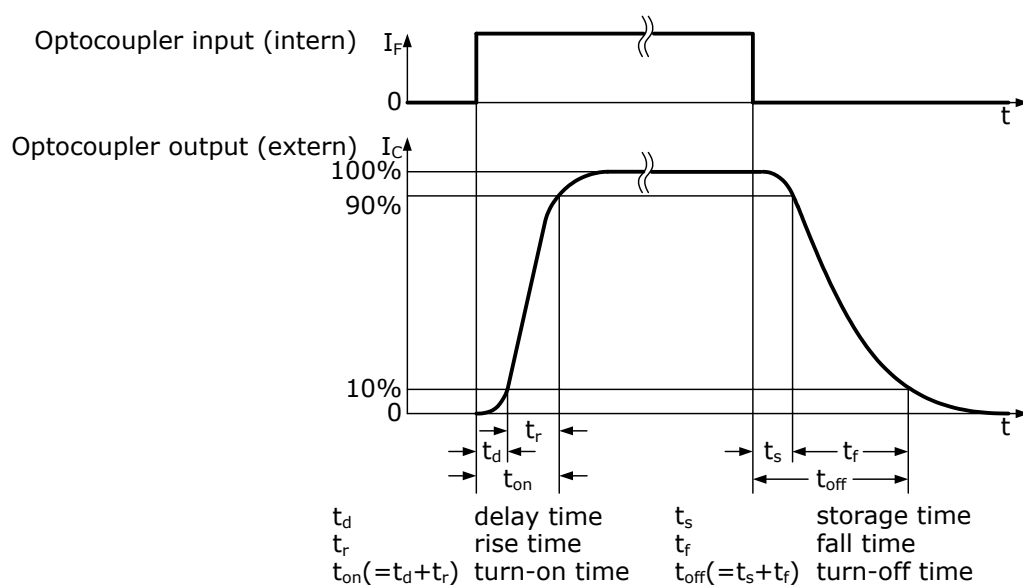 Optocoupler input (intern) I_F
0
t
Optocoupler output (extern) I_C
100%
90%
10%
0
t
t_r
t_d
t_on
t_s
t_f
t_off
t_d delay time t_s storage time
t_r rise time t_f fall time
t_on(=t_d+t_r) turn-on time t_off(=t_s+t_f) turn-off time